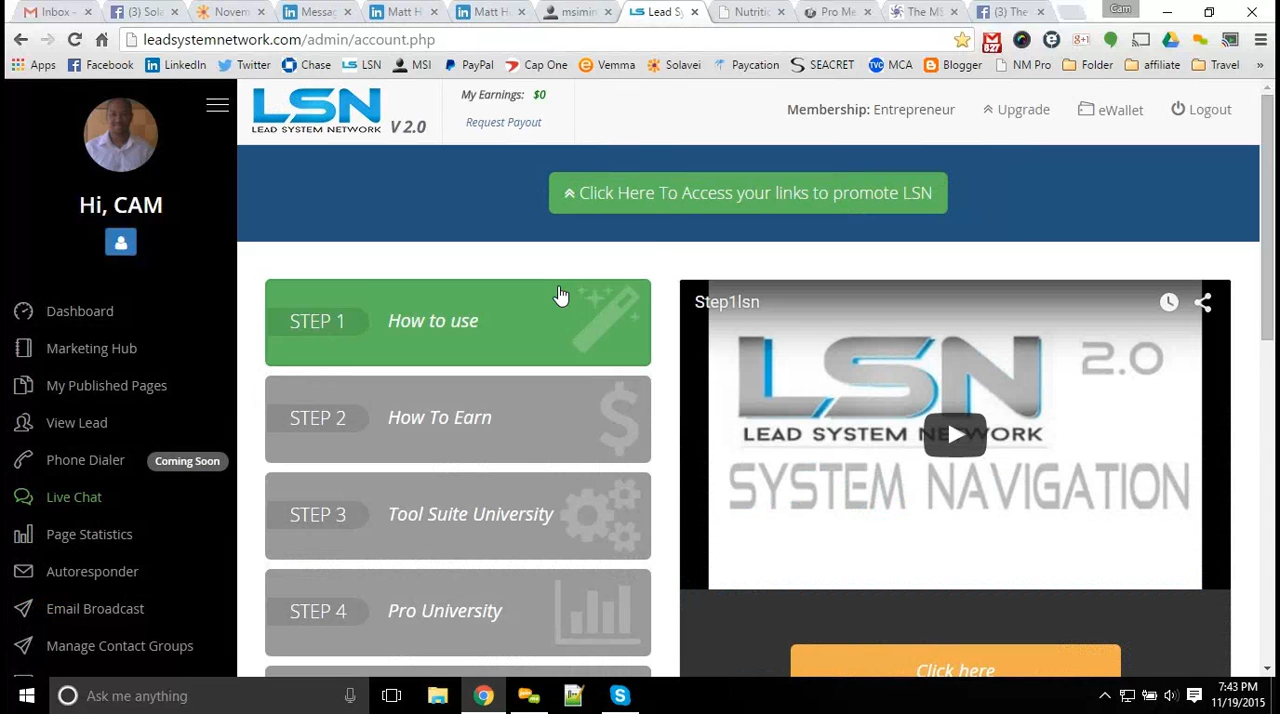 Inbox -
(3) Sola
Novem
Messag
Matt H
Matt H
msimin
Lead Sy
Nutritic
Pro Me
The MS
(3) The
Cam
leadsystemnetwork.com/admin/account.php
827
Apps
Facebook
LinkedIn
Twitter
Chase
LSN
MSI
PayPal
Cap One
Vemma
Solavei
Paycation
SEACRET
TVC MCA
Blogger
NM Pro
Folder
affiliate
Travel
»
LSN
LEAD SYSTEM NETWORK
V 2.0
My Earnings: $0
Request Payout
Membership: Entrepreneur
Upgrade
eWallet
Logout
Click Here To Access your links to promote LSN
Hi, CAM
Dashboard
Marketing Hub
My Published Pages
View Lead
Phone Dialer
Coming Soon
Live Chat
Page Statistics
Autoresponder
Email Broadcast
Manage Contact Groups
STEP 1 How to use
STEP 2 How To Earn
STEP 3 Tool Suite University
STEP 4 Pro University
Step1lsn
LSN 2.0
LEAD SYSTEM NETWORK
SYSTEM NAVIGATION
Click here
Ask me anything
7:43 PM
11/19/2015